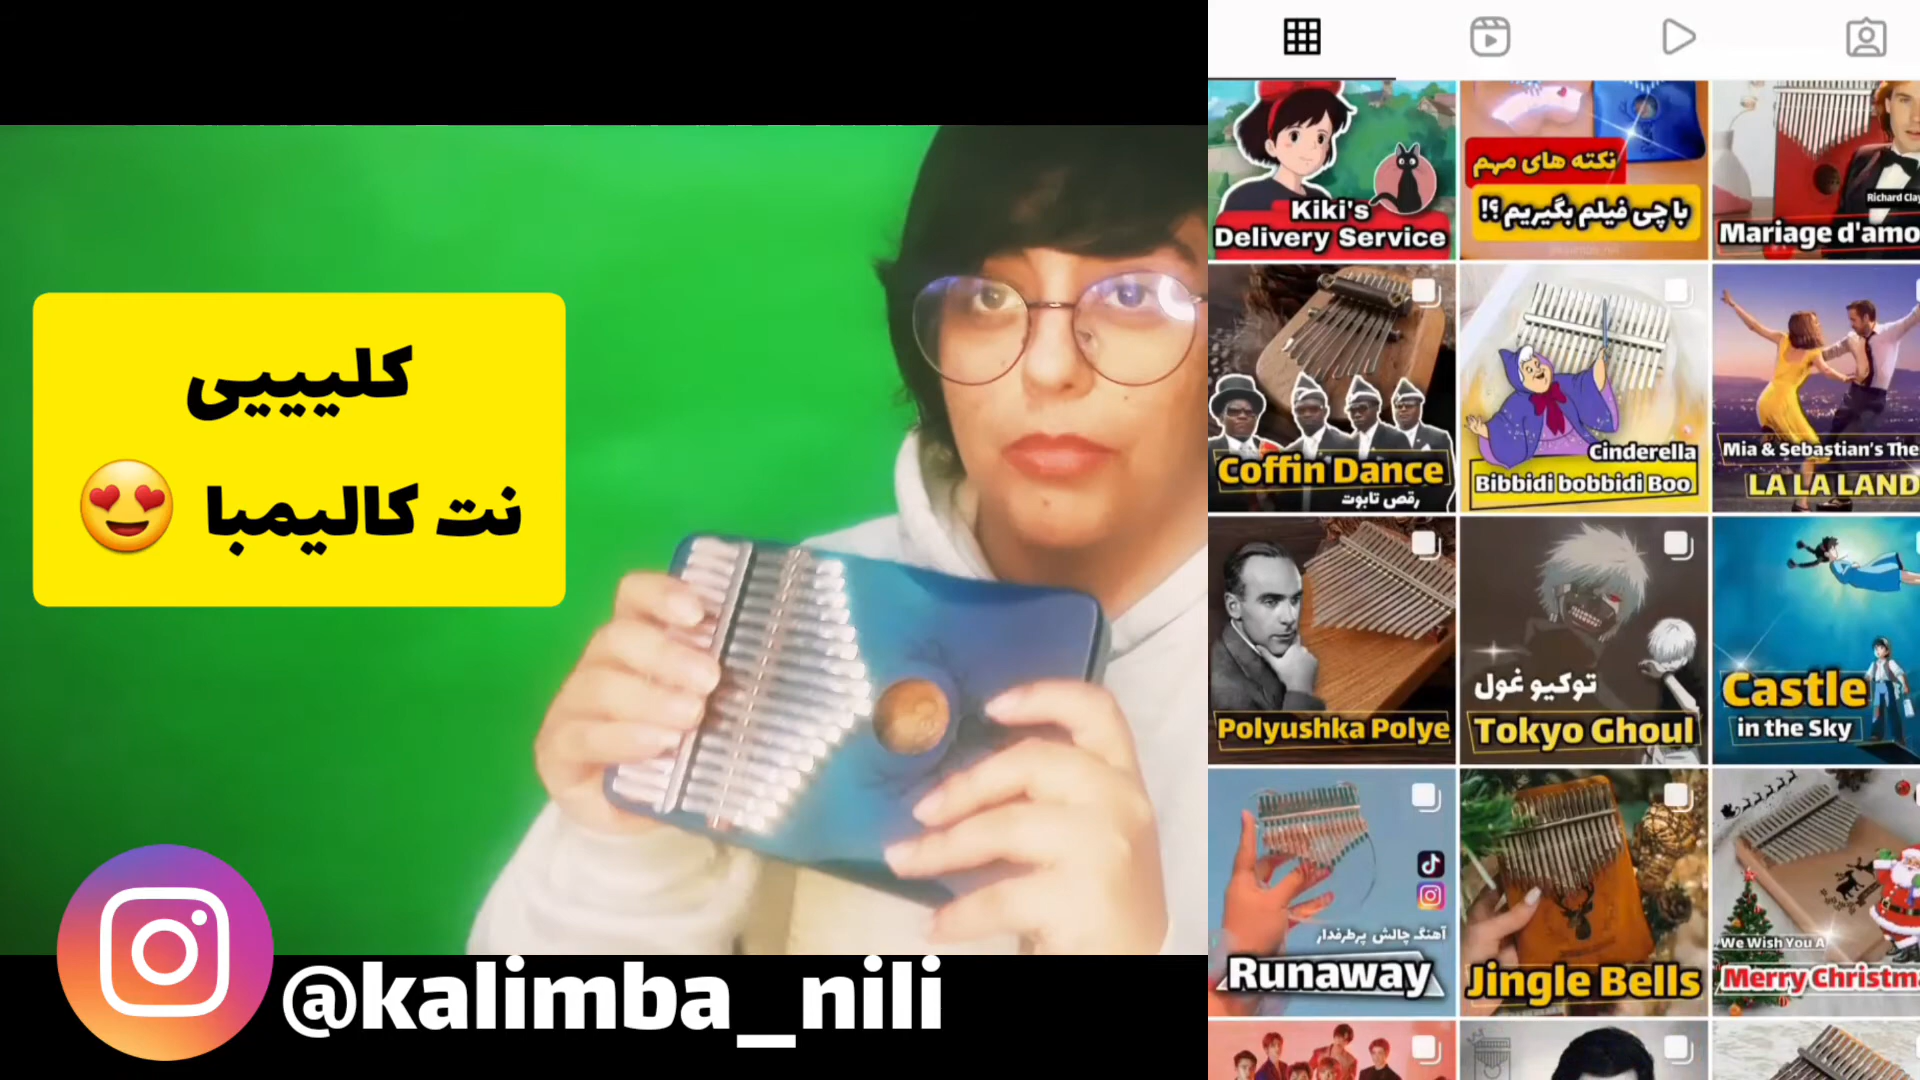 کلیییی
نت کالیمبا
@kalimba_nili
Kiki's
Delivery Service
نکته های مهم
با چی فیلم بگیریم ؟!
Richard Clay
Mariage d'amo
Coffin Dance
رقص تابوت
Cinderella
Bibbidi bobbidi Boo
Mia & Sebastian's The
LA LA LAND
Polyushka Polye
توکیو غول
Tokyo Ghoul
Castle
in the Sky
آهنگ چالش پرطرفدار
Runaway
Jingle Bells
We Wish You A
Merry Christma